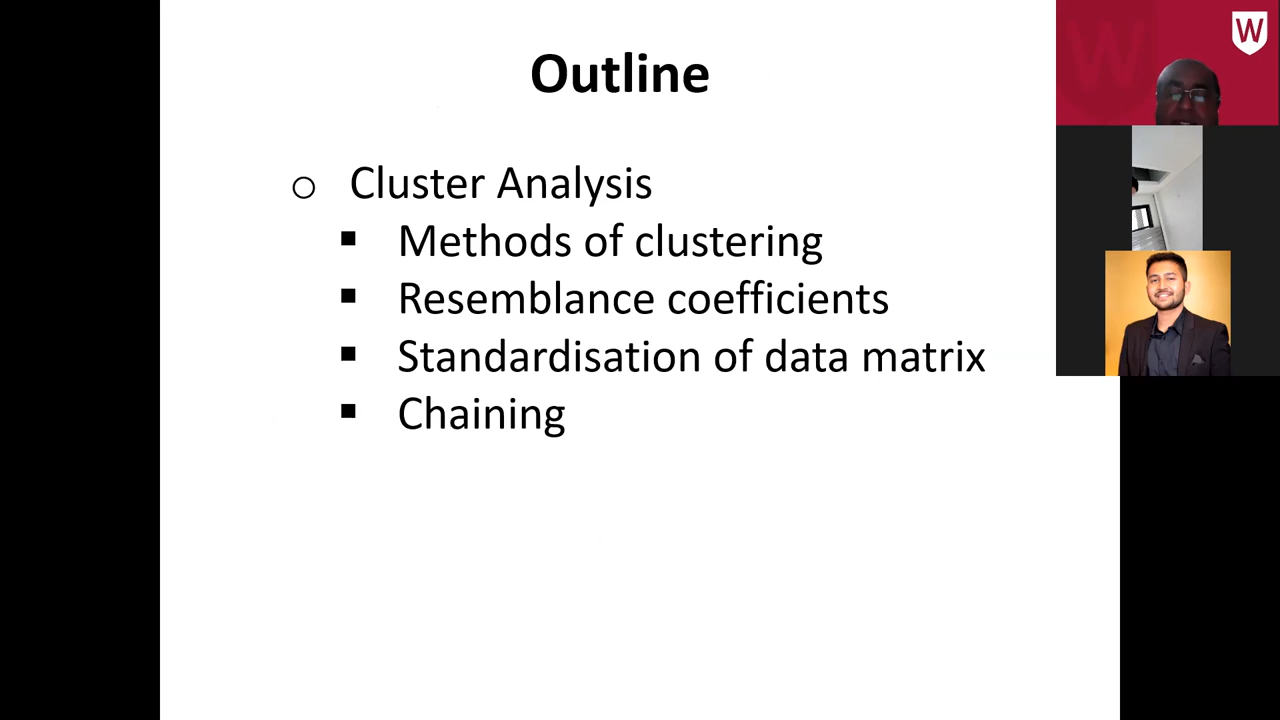 Outline
o Cluster Analysis
▪ Methods of clustering
▪ Resemblance coefficients
▪ Standardisation of data matrix
▪ Chaining
W